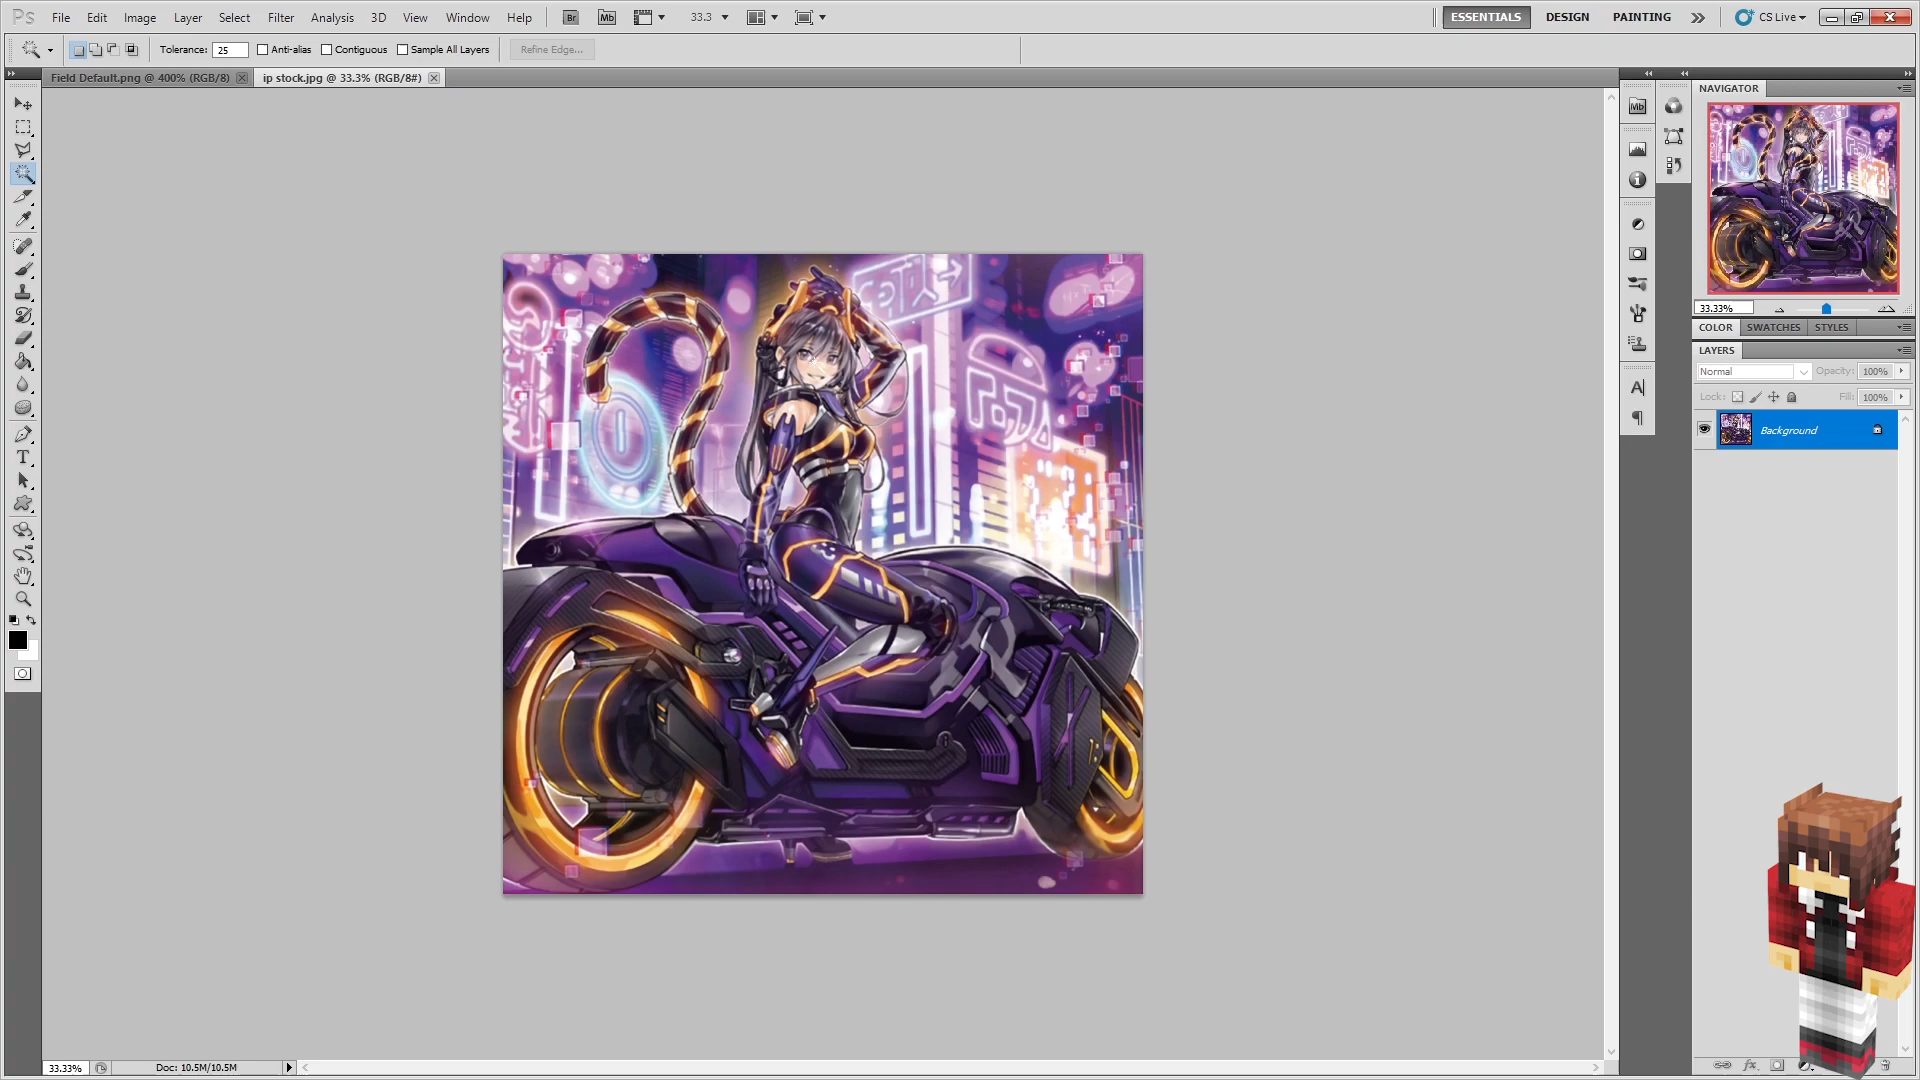 Ps File Edit Image Layer Select Filter Analysis 3D View Window Help Br Mb 33.3 ESSENTIALS DESIGN PAINTING CS Live
Tolerance: 25 Anti-alias Contiguous Sample All Layers Refine Edge...
Field Default.png @ 400% (RGB/8) ip stock.jpg @ 33.3% (RGB/8#)
NAVIGATOR
Mb
33.33%
COLOR SWATCHES STYLES
LAYERS
Normal Opacity: 100%
Lock: Fill: 100%
Background
33.33% Doc: 10.5M/10.5M